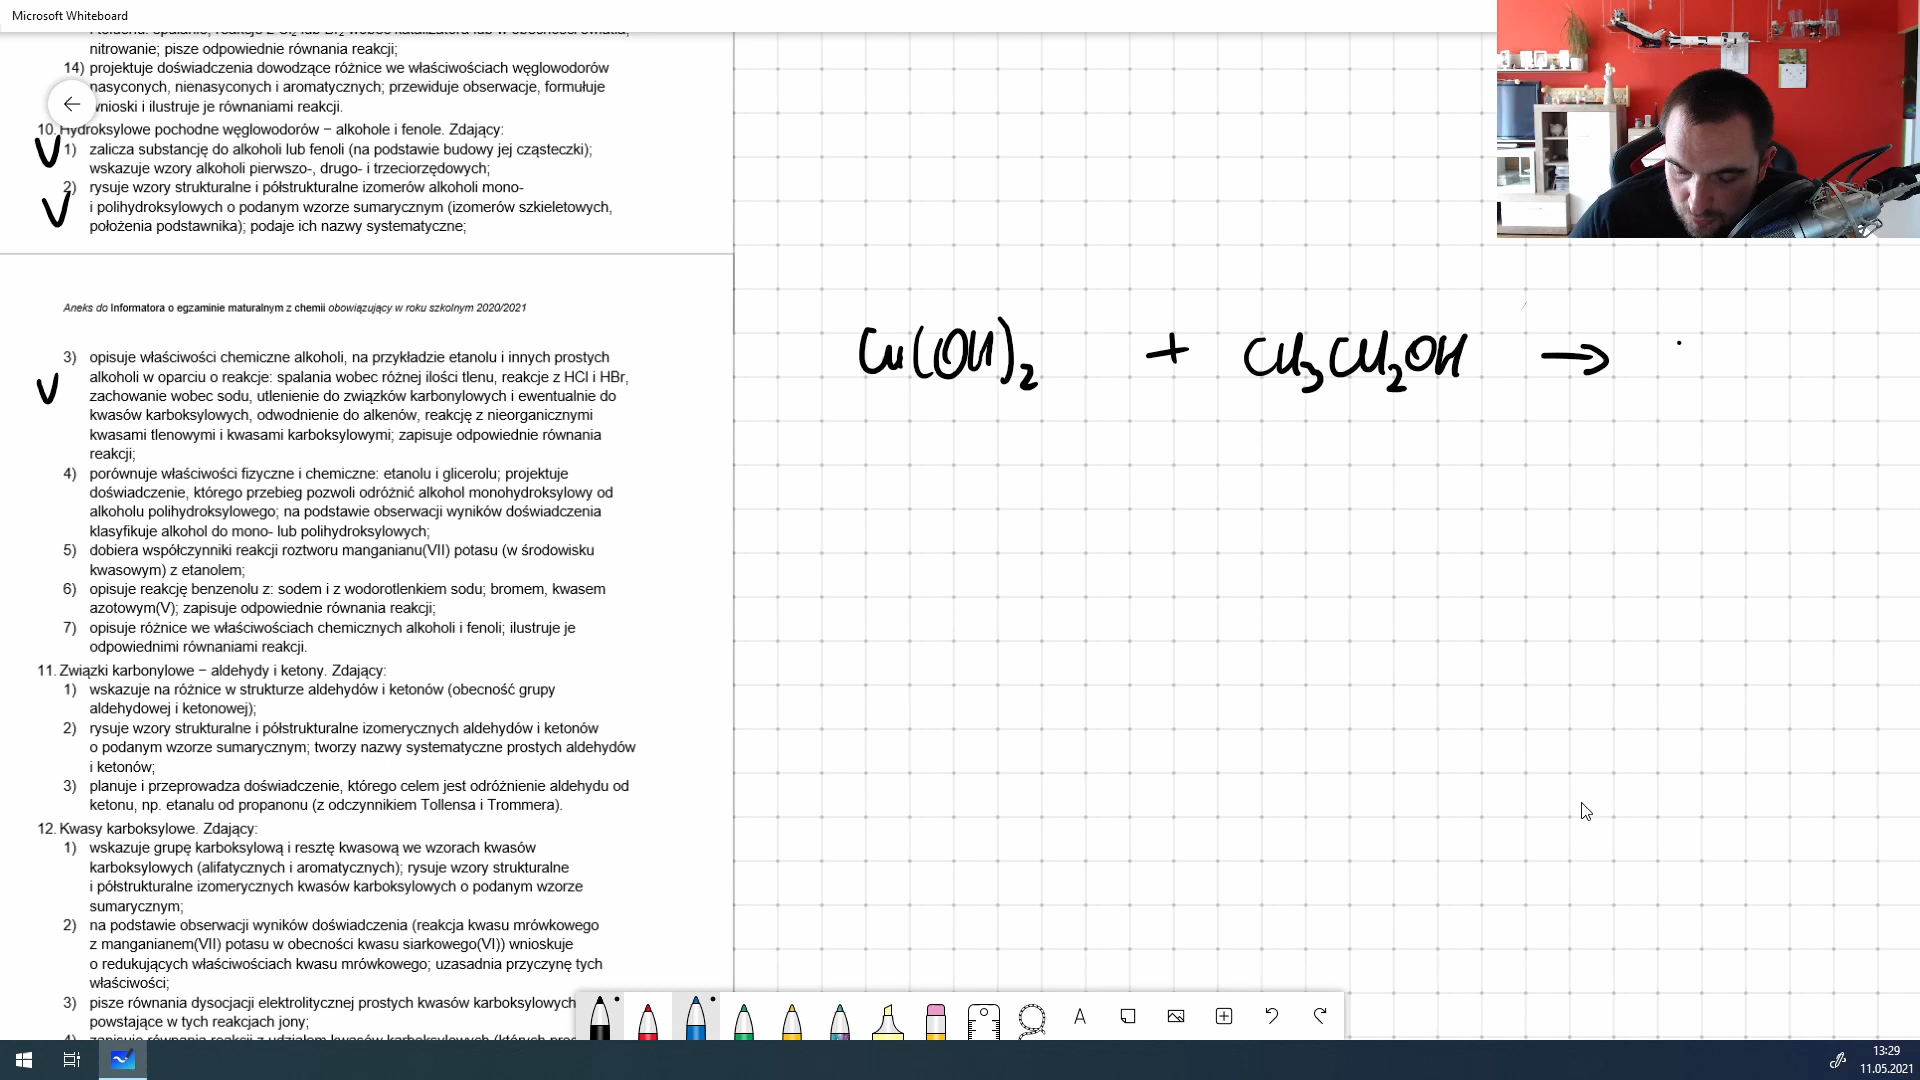 Microsoft Whiteboard
nitrowanie; pisze odpowiednie równania reakcji;
14) projektuje doświadczenia dowodzące różnice we właściwościach węglowodorów
nasyconych, nienasyconych i aromatycznych; przewiduje obserwacje, formułuje
wnioski i ilustruje je równaniami reakcji.
10. Hydroksylowe pochodne węglowodorów − alkohole i fenole. Zdający:
1) zalicza substancję do alkoholi lub fenoli (na podstawie budowy jej cząsteczki);
wskazuje wzory alkoholi pierwszo-, drugo- i trzeciorzędowych;
2) rysuje wzory strukturalne i półstrukturalne izomerów alkoholi mono-
i polihydroksylowych o podanym wzorze sumarycznym (izomerów szkieletowych,
położenia podstawnika); podaje ich nazwy systematyczne;
Aneks do Informatora o egzaminie maturalnym z chemii obowiązujący w roku szkolnym 2020/2021
3) opisuje właściwości chemiczne alkoholi, na przykładzie etanolu i innych prostych
alkoholi w oparciu o reakcje: spalania wobec różnej ilości tlenu, reakcje z HCl i HBr,
zachowanie wobec sodu, utlenienie do związków karbonylowych i ewentualnie do
kwasów karboksylowych, odwodnienie do alkenów, reakcję z nieorganicznymi
kwasami tlenowymi i kwasami karboksylowymi; zapisuje odpowiednie równania
reakcji;
4) porównuje właściwości fizyczne i chemiczne: etanolu i glicerolu; projektuje
doświadczenie, którego przebieg pozwoli odróżnić alkohol monohydroksylowy od
alkoholu polihydroksylowego; na podstawie obserwacji wyników doświadczenia
klasyfikuje alkohol do mono- lub polihydroksylowych;
5) dobiera współczynniki reakcji roztworu manganianu(VII) potasu (w środowisku
kwasowym) z etanolem;
6) opisuje reakcję benzenolu z: sodem i z wodorotlenkiem sodu; bromem, kwasem
azotowym(V); zapisuje odpowiednie równania reakcji;
7) opisuje różnice we właściwościach chemicznych alkoholi i fenoli; ilustruje je
odpowiednimi równaniami reakcji.
11. Związki karbonylowe − aldehydy i ketony. Zdający:
1) wskazuje na różnice w strukturze aldehydów i ketonów (obecność grupy
aldehydowej i ketonowej);
2) rysuje wzory strukturalne i półstrukturalne izomerycznych aldehydów i ketonów
o podanym wzorze sumarycznym; tworzy nazwy systematyczne prostych aldehydów
i ketonów;
3) planuje i przeprowadza doświadczenie, którego celem jest odróżnienie aldehydu od
ketonu, np. etanalu od propanonu (z odczynnikiem Tollensa i Trommera).
12. Kwasy karboksylowe. Zdający:
1) wskazuje grupę karboksylową i resztę kwasową we wzorach kwasów
karboksylowych (alifatycznych i aromatycznych); rysuje wzory strukturalne
i półstrukturalne izomerycznych kwasów karboksylowych o podanym wzorze
sumarycznym;
2) na podstawie obserwacji wyników doświadczenia (reakcja kwasu mrówkowego
z manganianem(VII) potasu w obecności kwasu siarkowego(VI)) wnioskuje
o redukujących właściwościach kwasu mrówkowego; uzasadnia przyczynę tych
właściwości;
3) pisze równania dysocjacji elektrolitycznej prostych kwasów karboksylowych
powstające w tych reakcjach jony;
Cu(OH)₂ + CH₃CH₂OH →
13:29
11.05.2021